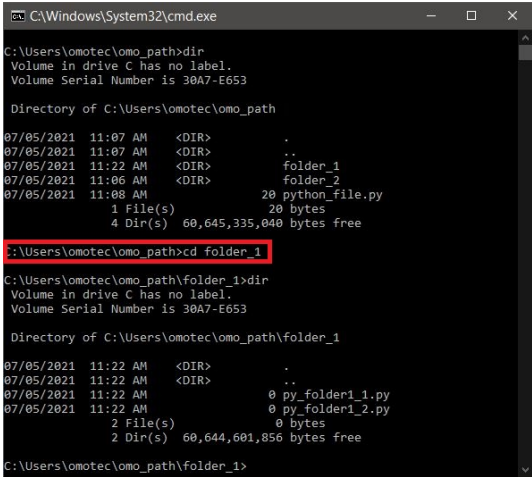 C:\Windows\System32\cmd.exe
C:\Users\omotec\omo_path>dir
 Volume in drive C has no label.
 Volume Serial Number is 30A7-E653
 Directory of C:\Users\omotec\omo_path
07/05/2021  11:07 AM    <DIR>          .
07/05/2021  11:07 AM    <DIR>          ..
07/05/2021  11:22 AM    <DIR>          folder_1
07/05/2021  11:06 AM    <DIR>          folder_2
07/05/2021  11:08 AM                20 python_file.py
               1 File(s)             20 bytes
               4 Dir(s)  60,645,335,040 bytes free
C:\Users\omotec\omo_path>cd folder_1
C:\Users\omotec\omo_path\folder_1>dir
 Volume in drive C has no label.
 Volume Serial Number is 30A7-E653
 Directory of C:\Users\omotec\omo_path\folder_1
07/05/2021  11:22 AM    <DIR>          .
07/05/2021  11:22 AM    <DIR>          ..
07/05/2021  11:22 AM                 0 py_folder1_1.py
07/05/2021  11:22 AM                 0 py_folder1_2.py
               2 File(s)              0 bytes
               2 Dir(s)  60,644,601,856 bytes free
C:\Users\omotec\omo_path\folder_1>